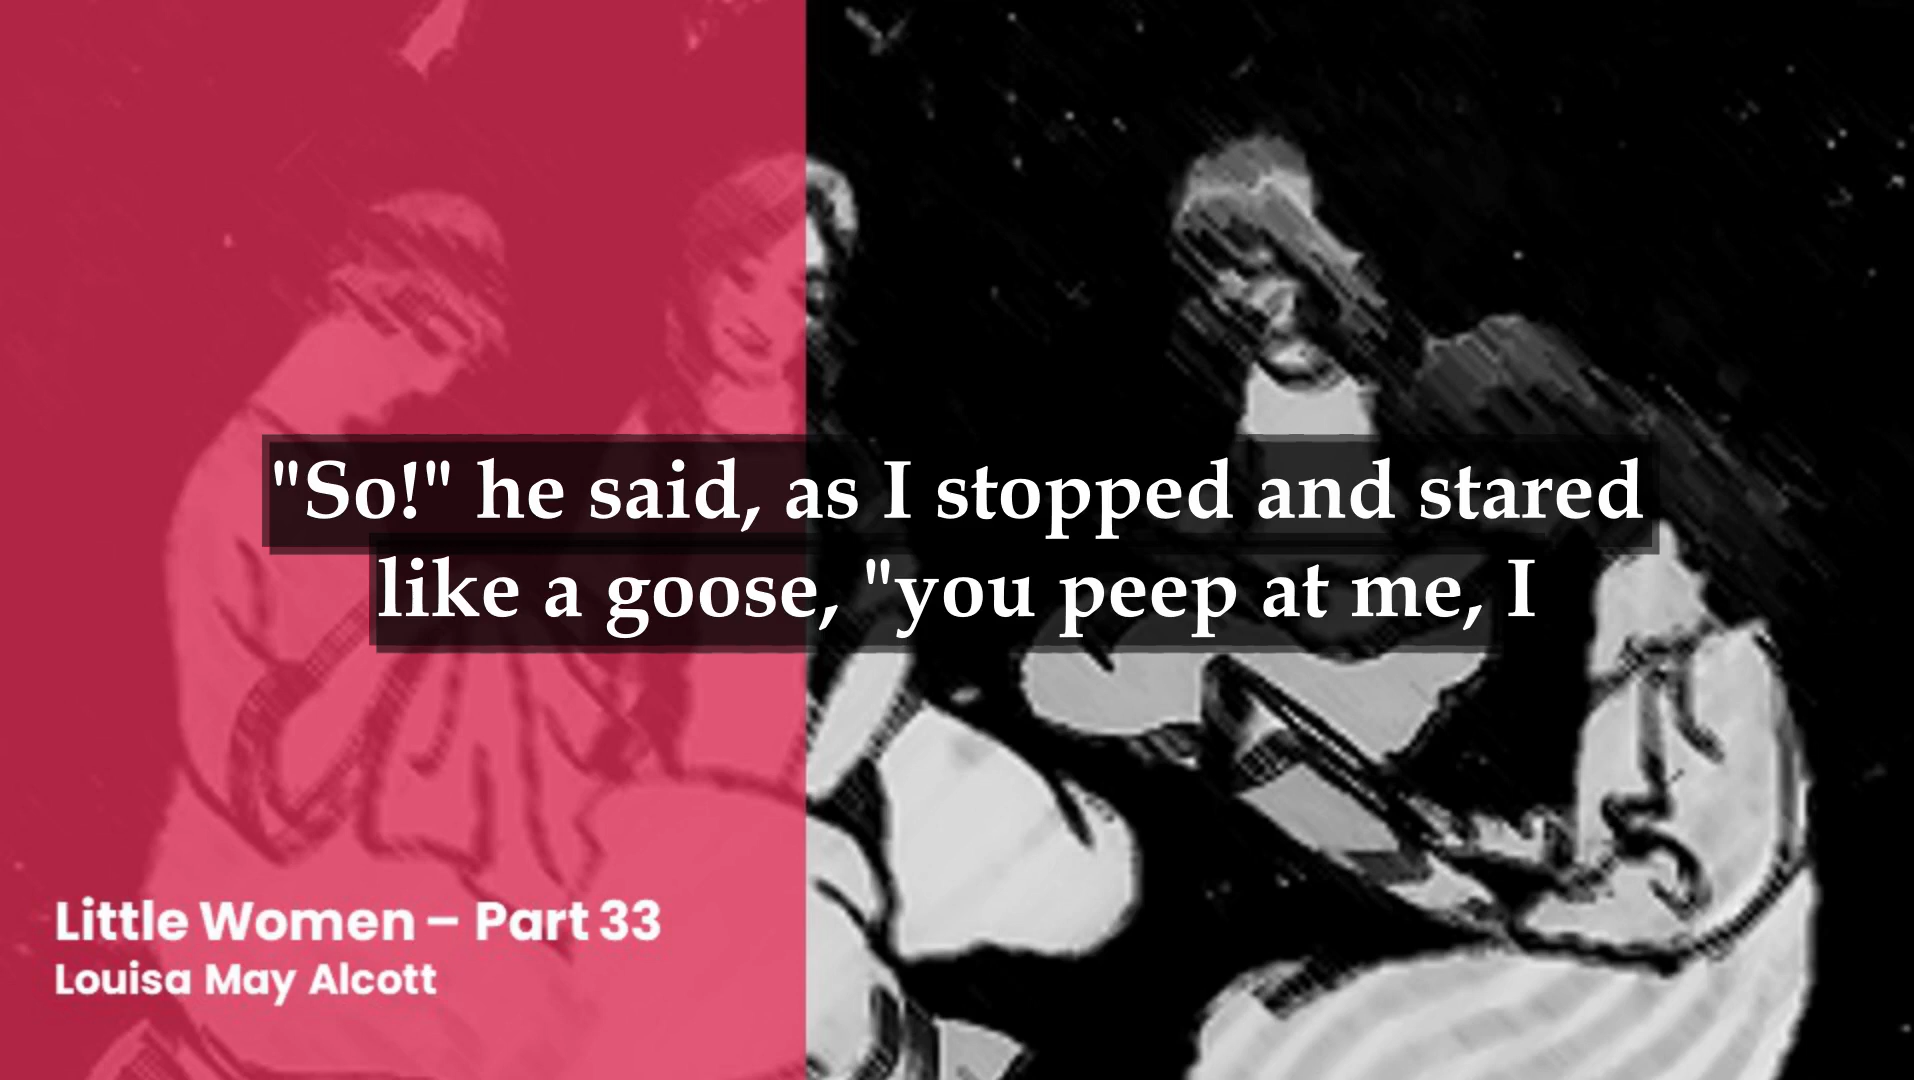 "So!" he said, as I stopped and stared
like a goose, "you peep at me, I
Little Women – Part 33
Louisa May Alcott